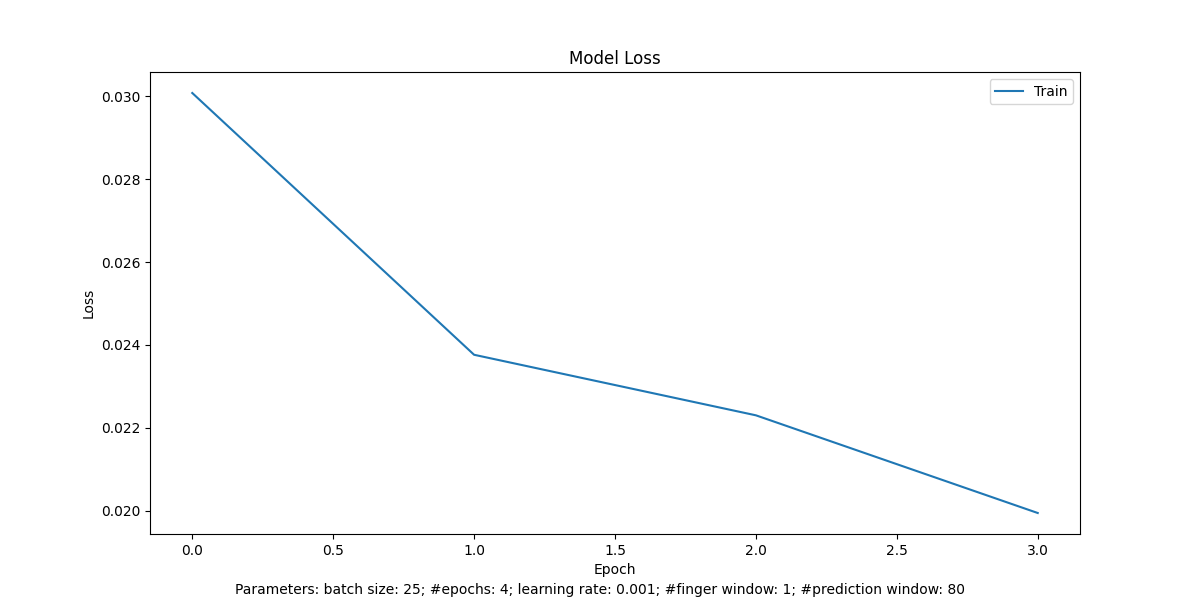 Model Loss
Train
0.030
0.028
0.026
0.024
0.022
0.020
Loss
0.0 0.5 1.0 1.5 2.0 2.5 3.0
Epoch
Parameters: batch size: 25; #epochs: 4; learning rate: 0.001; #finger window: 1; #prediction window: 80